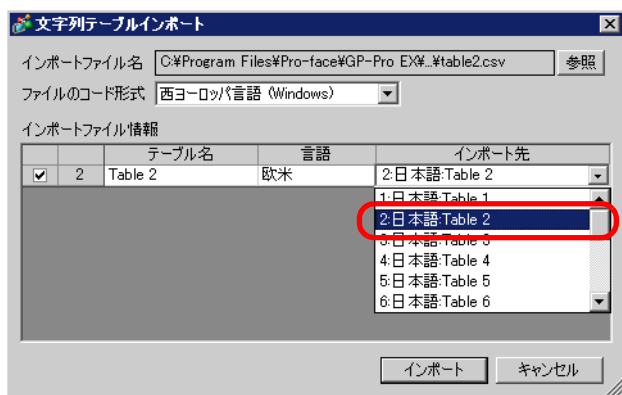 文字列テーブルインポート
インポートファイル名 C:¥Program Files¥Pro-face¥GP-Pro EX¥…¥table2.csv 参照
ファイルのコード形式 西ヨーロッパ言語 (Windows)
インポートファイル情報
テーブル名 言語 インポート先
2 Table 2 欧米 2:日本語:Table 2
1:日本語:Table 1
2:日本語:Table 2
3:日本語:Table 3
4:日本語:Table 4
5:日本語:Table 5
6:日本語:Table 6
インポート キャンセル